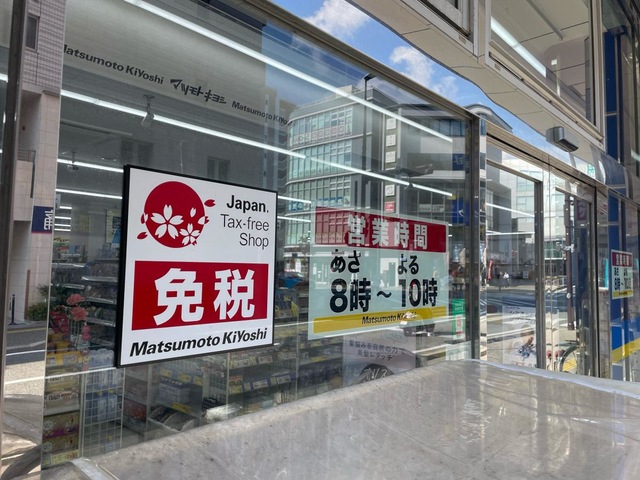 Matsumoto KiYoshi マツモトキヨシ Matsumoto KiYo
Japan.
Tax-free
Shop
免税
Matsumoto KiYoshi
営業時間
あさ よる
8時～10時
Matsumoto KiYoshi